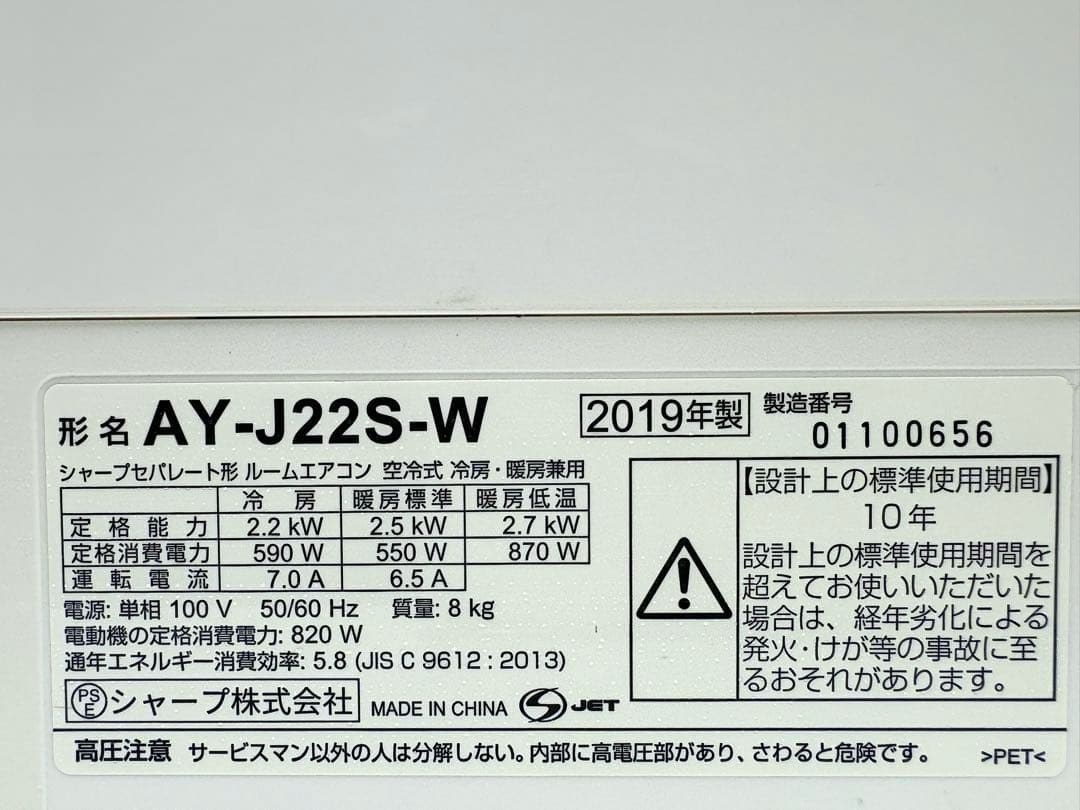 形名 AY-J22S-W
2019年製
製造番号
01100656
シャープセパレート形 ルームエアコン 空冷式 冷房・暖房兼用
冷房 暖房標準 暖房低温
定格能力 2.2 kW 2.5 kW 2.7 kW
定格消費電力 590 W 550 W 870 W
運転電流 7.0 A 6.5 A
電源: 単相 100 V 50/60 Hz 質量: 8 kg
電動機の定格消費電力: 820 W
通年エネルギー消費効率: 5.8 (JIS C 9612 : 2013)
PSE シャープ株式会社 MADE IN CHINA S JET
【設計上の標準使用期間】
10年
設計上の標準使用期間を
超えてお使いいただいた
場合は、経年劣化による
発火・けが等の事故に至
るおそれがあります。
高圧注意 サービスマン以外の人は分解しない。内部に高電圧部があり、さわると危険です。 >PET<